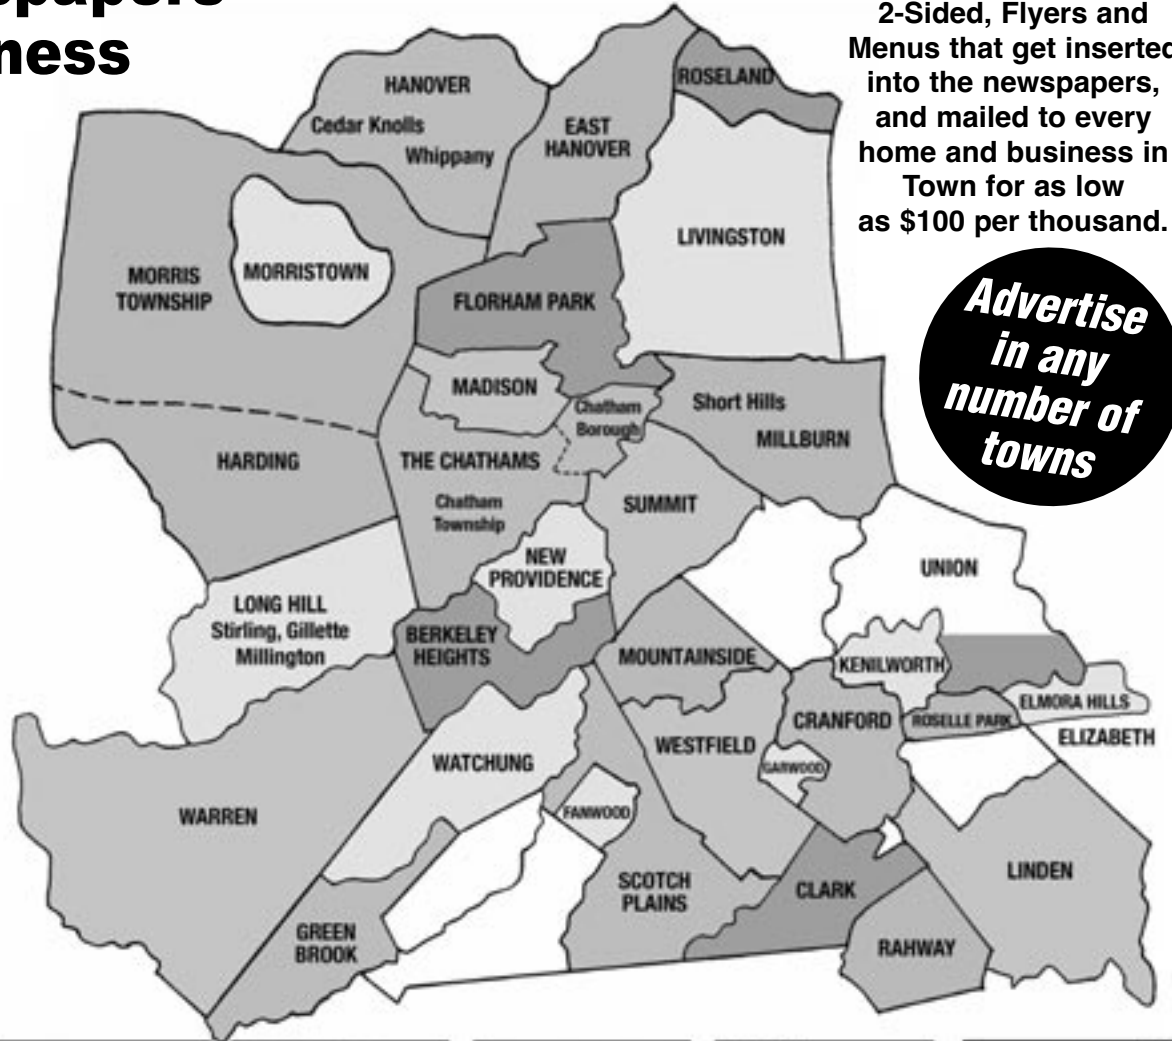 ness
2-Sided, Flyers and
Menus that get inserted
into the newspapers,
and mailed to every
home and business in
Town for as low
as $100 per thousand.
Advertise
in any
number of
towns
HANOVER
Cedar Knolls
Whippany
EAST
HANOVER
ROSELAND
LIVINGSTON
MORRIS
TOWNSHIP
MORRISTOWN
FLORHAM PARK
MADISON
Chatham
Borough
Short Hills
MILLBURN
HARDING
THE CHATHAMS
Chatham
Township
SUMMIT
NEW
PROVIDENCE
UNION
LONG HILL
Stirling, Gillette
Millington
BERKELEY
HEIGHTS
MOUNTAINSIDE
KENILWORTH
ELMORA HILLS
ROSELLE PARK
ELIZABETH
CRANFORD
WESTFIELD
GARWOOD
WATCHUNG
WARREN
FANWOOD
LINDEN
SCOTCH
PLAINS
CLARK
GREEN
BROOK
RAHWAY